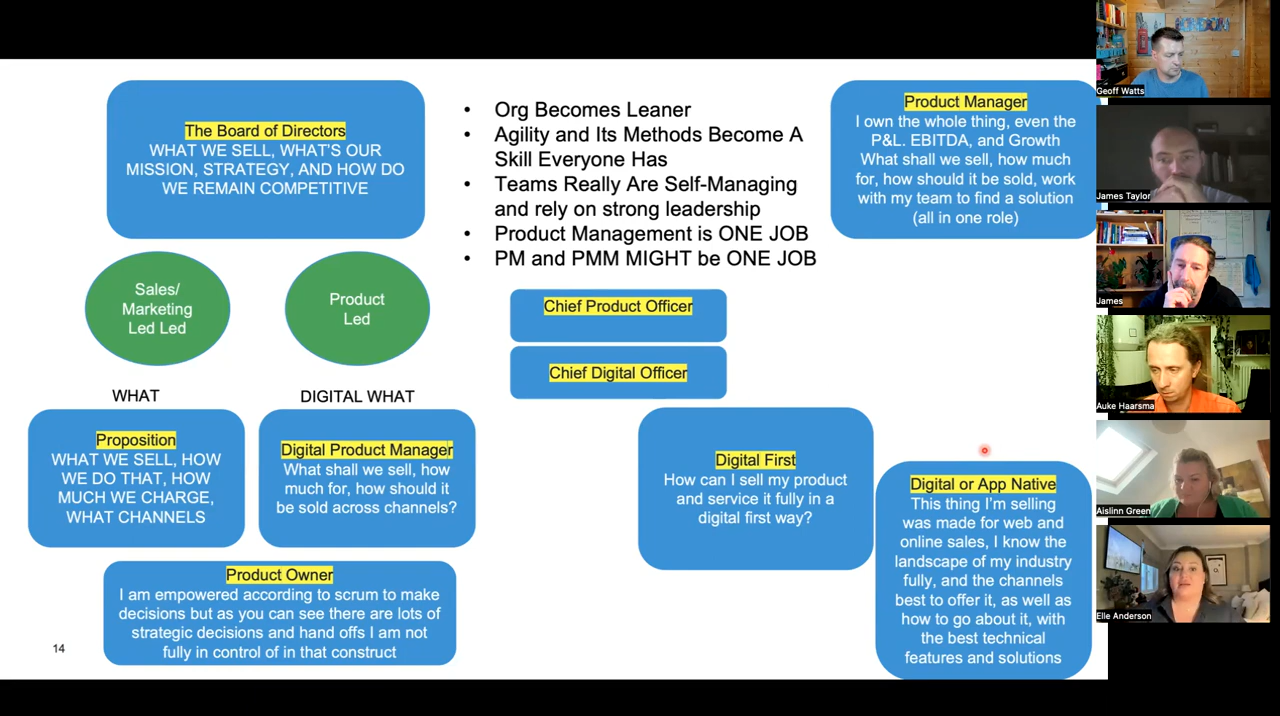 The Board of Directors
WHAT WE SELL, WHAT'S OUR
MISSION, STRATEGY, AND HOW DO
WE REMAIN COMPETITIVE
• Org Becomes Leaner
• Agility and Its Methods Become A
Skill Everyone Has
• Teams Really Are Self-Managing
and rely on strong leadership
• Product Management is ONE JOB
• PM and PMM MIGHT be ONE JOB
Product Manager
I own the whole thing, even the
P&L. EBITDA, and Growth
What shall we sell, how much
for, how should it be sold, work
with my team to find a solution
(all in one role)
Sales/
Marketing
Led Led
Product
Led
Chief Product Officer
Chief Digital Officer
WHAT
DIGITAL WHAT
Proposition
WHAT WE SELL, HOW
WE DO THAT, HOW
MUCH WE CHARGE,
WHAT CHANNELS
Digital Product Manager
What shall we sell, how
much for, how should it
be sold across channels?
Digital First
How can I sell my product
and service it fully in a
digital first way?
Digital or App Native
This thing I'm selling
was made for web and
online sales, I know the
landscape of my industry
fully, and the channels
best to offer it, as well as
how to go about it, with
the best technical
features and solutions
Product Owner
I am empowered according to scrum to make
decisions but as you can see there are lots of
strategic decisions and hand offs I am not
fully in control of in that construct
14
LONDON
Geoff Watts
James Taylor
James
Auke Haarsma
Aislinn Green
Elle Anderson